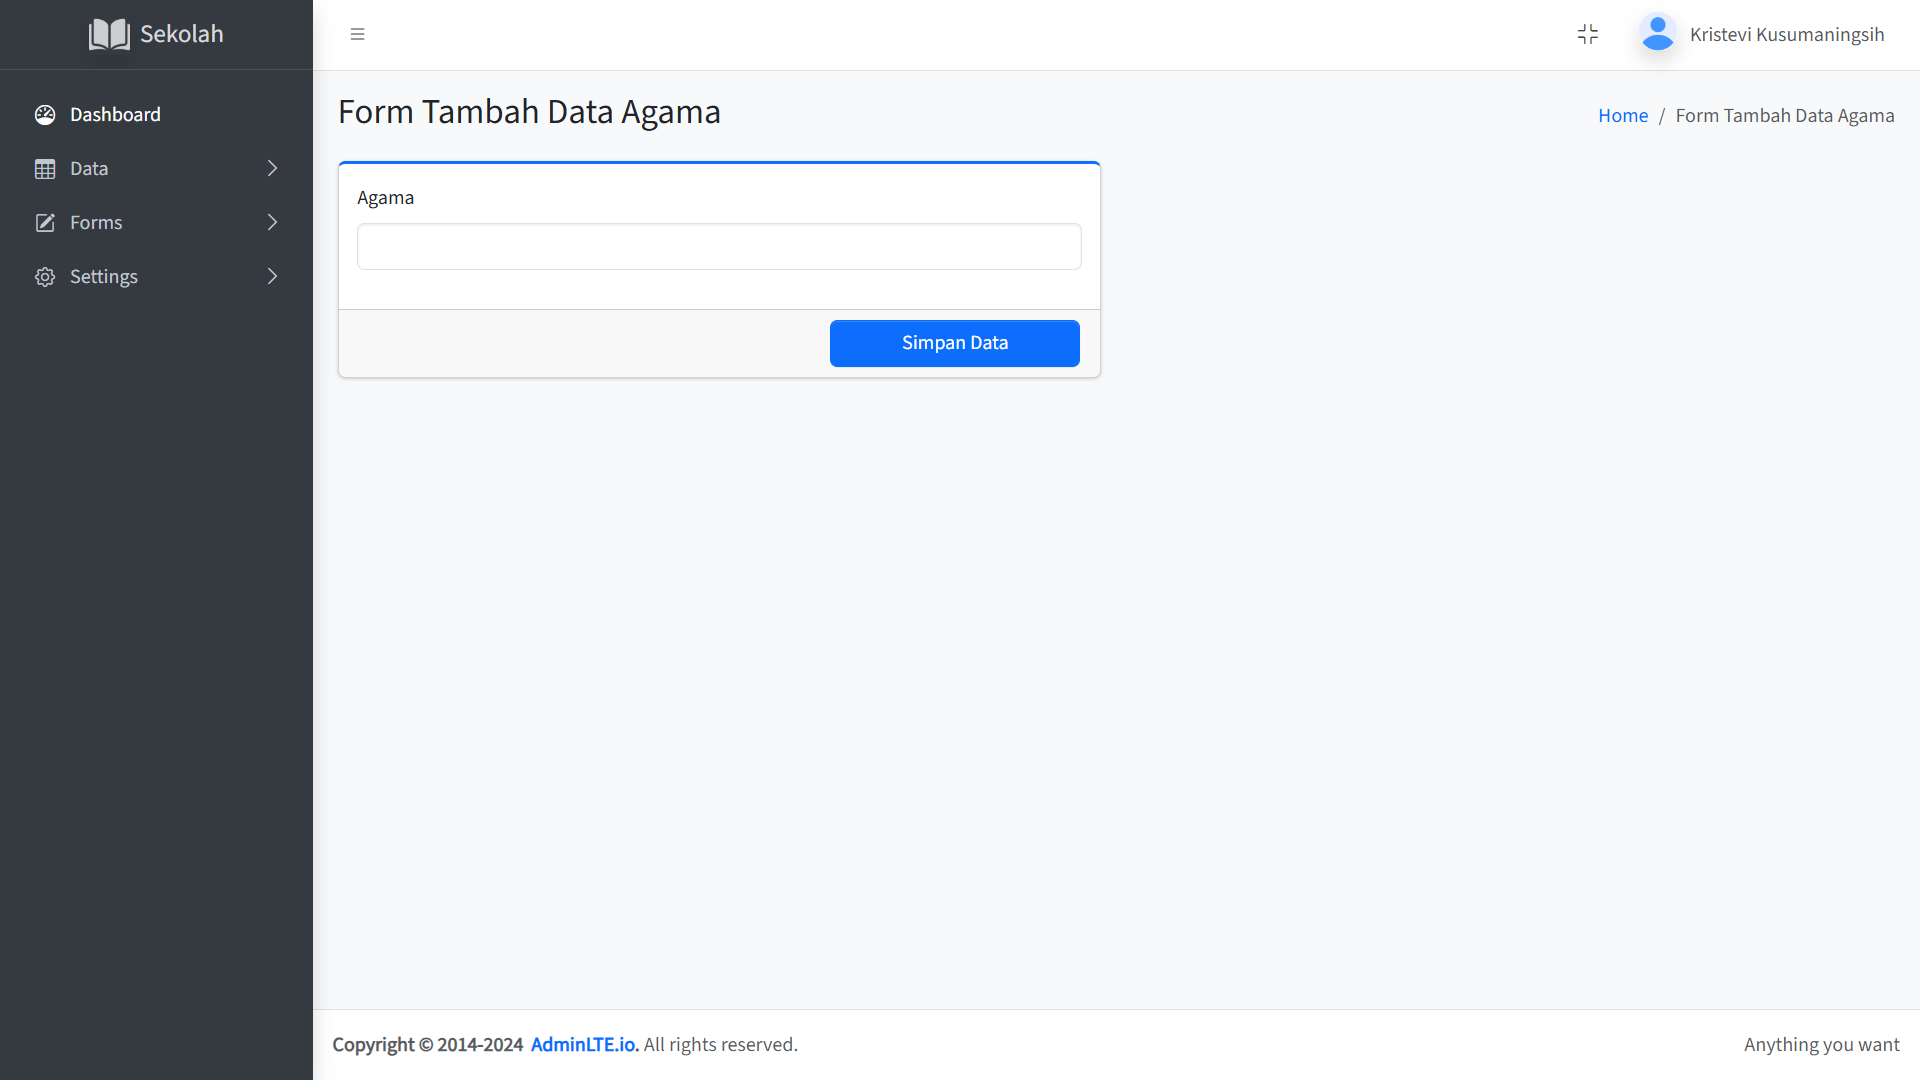 Sekolah
Kristevi Kusumaningsih
Dashboard
Data
Forms
Settings
Form Tambah Data Agama
Home / Form Tambah Data Agama
Agama
Simpan Data
Copyright © 2014-2024 AdminLTE.io. All rights reserved.
Anything you want